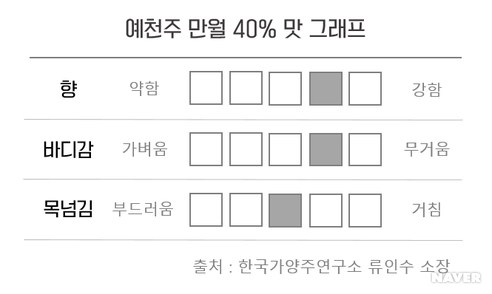 예천주 만월 40% 맛 그래프
향 약함 강함
바디감 가벼움 무거움
목넘김 부드러움 거침
출처 : 한국가양주연구소 류인수 소장
NAVER